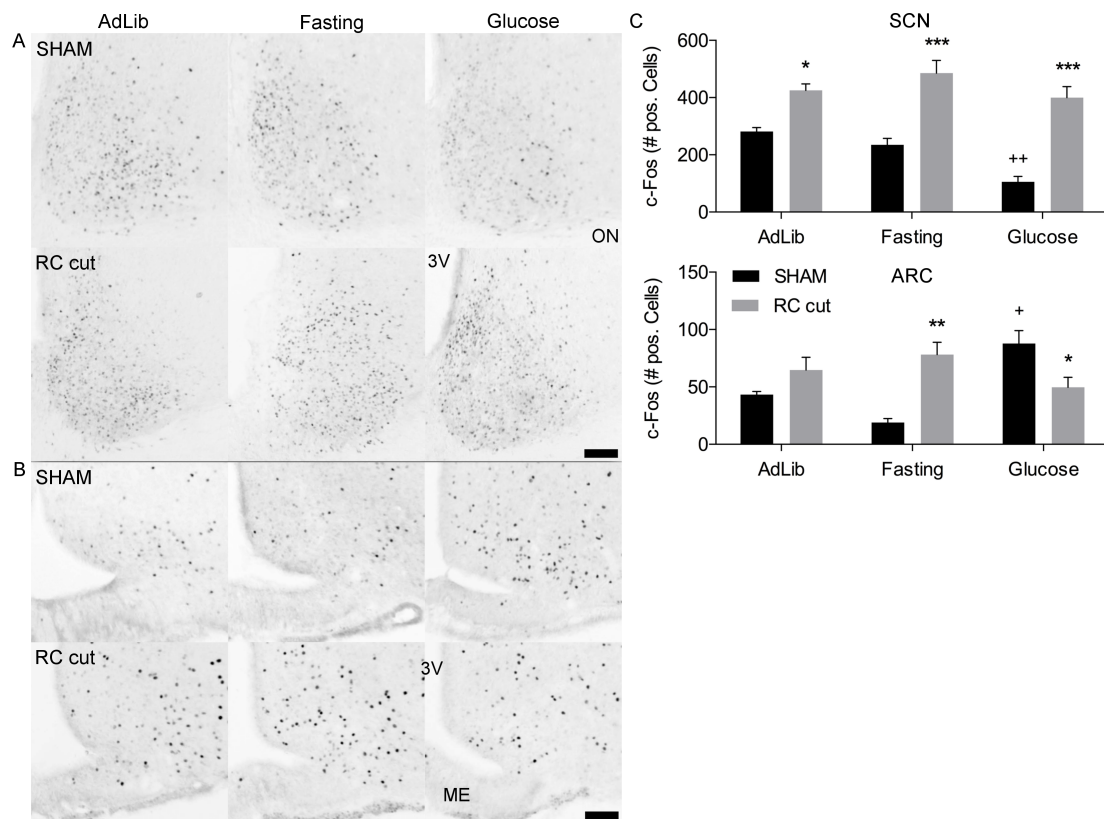 AdLib Fasting Glucose
A
SHAM
ON
RC cut
3V
B
SHAM
RC cut
3V
ME
C
SCN
c-Fos (# pos. Cells)
600
400
200
0
*
***
++
***
AdLib Fasting Glucose
ARC
SHAM
RC cut
c-Fos (# pos. Cells)
150
100
50
0
**
+
*
AdLib Fasting Glucose